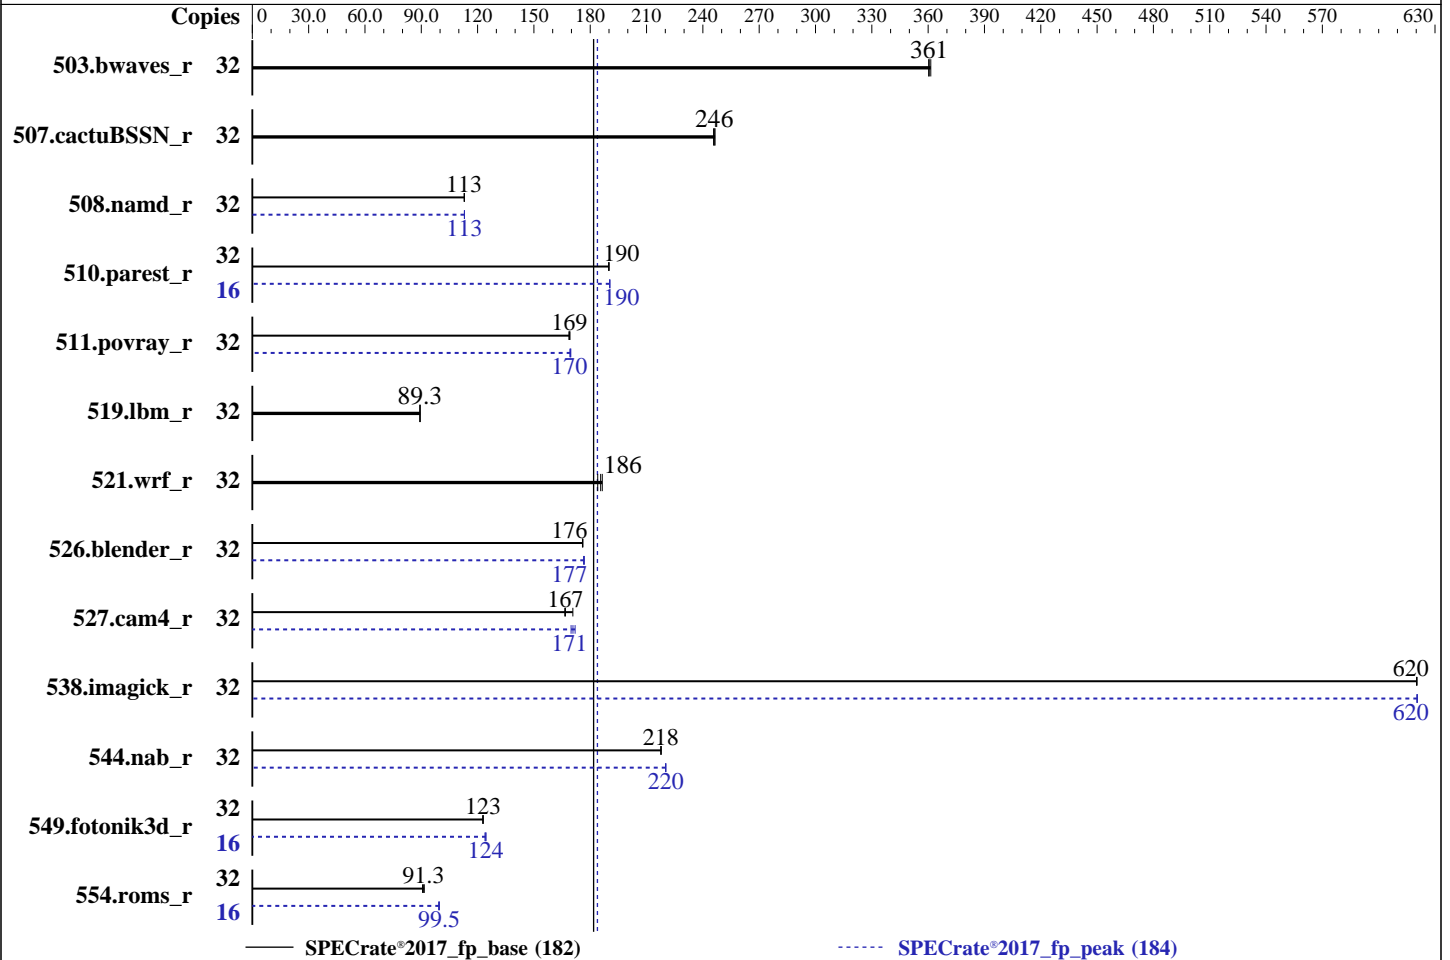 Copies 0 30.0 60.0 90.0 120 150 180 210 240 270 300 330 360 390 420 450 480 510 540 570 630
503.bwaves_r 32 361
507.cactuBSSN_r 32 246
508.namd_r 32 113
113
510.parest_r 32 190
16 190
511.povray_r 32 169
170
519.lbm_r 32 89.3
521.wrf_r 32 186
526.blender_r 32 176
177
527.cam4_r 32 167
171
538.imagick_r 32 620
620
544.nab_r 32 218
220
549.fotonik3d_r 32 123
16 124
554.roms_r 32 91.3
16 99.5
SPECrate®2017_fp_base (182) SPECrate®2017_fp_peak (184)